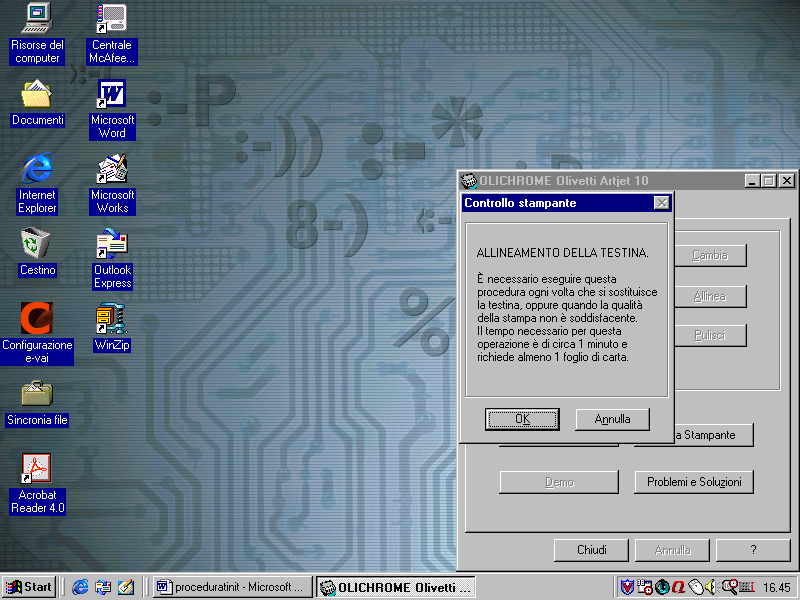 Risore del
computer
Centrale
McAfee...
Documenti
Microsoft
Word
Internet
Explorer
Microsoft
Works
Cestino
Outlook
Express
Configurazione
e-vai
WinZip
Sincronia file
Acrobat
Reader 4.0
:-P
:-))
:-*
8-)
%
OLICHROME Olivetti Artjet 10
Controllo stampante
ALLINEAMENTO DELLA TESTINA.
È necessario eseguire questa
procedura ogni volta che si sostituisce
la testina, oppure quando la qualità
della stampa non è soddisfacente.
Il tempo necessario per questa
operazione è di circa 1 minuto e
richiede almeno 1 foglio di carta.
OK
Annulla
Cambia
Allinea
Pulisci
a Stampante
Demo
Problemi e Soluzioni
Chiudi
Annulla
?
Start
proceduratinit - Microsoft ...
OLICHROME Olivetti ...
16.45